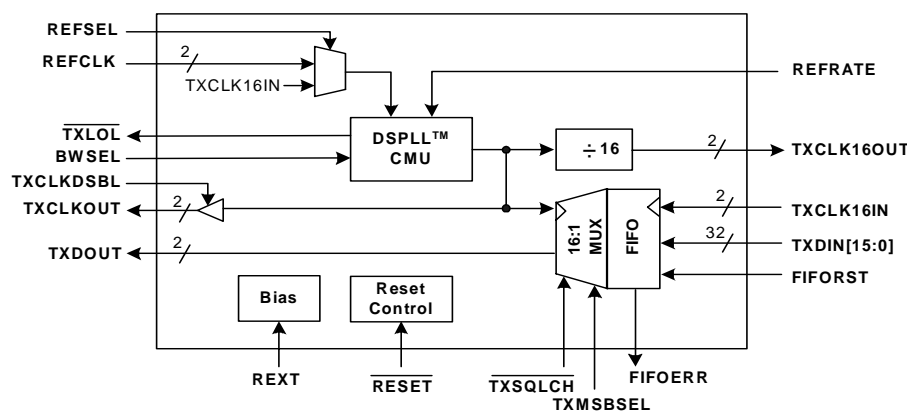 REFSEL
REFCLK
2
TXCLK16IN
REFRATE
TXLOL
BWSEL
DSPLL™
CMU
÷ 16
2
TXCLK16OUT
TXCLKDSBL
TXCLKOUT
2
2
TXCLK16IN
16:1
MUX
FIFO
32
TXDIN[15:0]
TXDOUT
2
FIFORST
Bias
Reset
Control
REXT
RESET
TXSQLCH
FIFOERR
TXMSBSEL